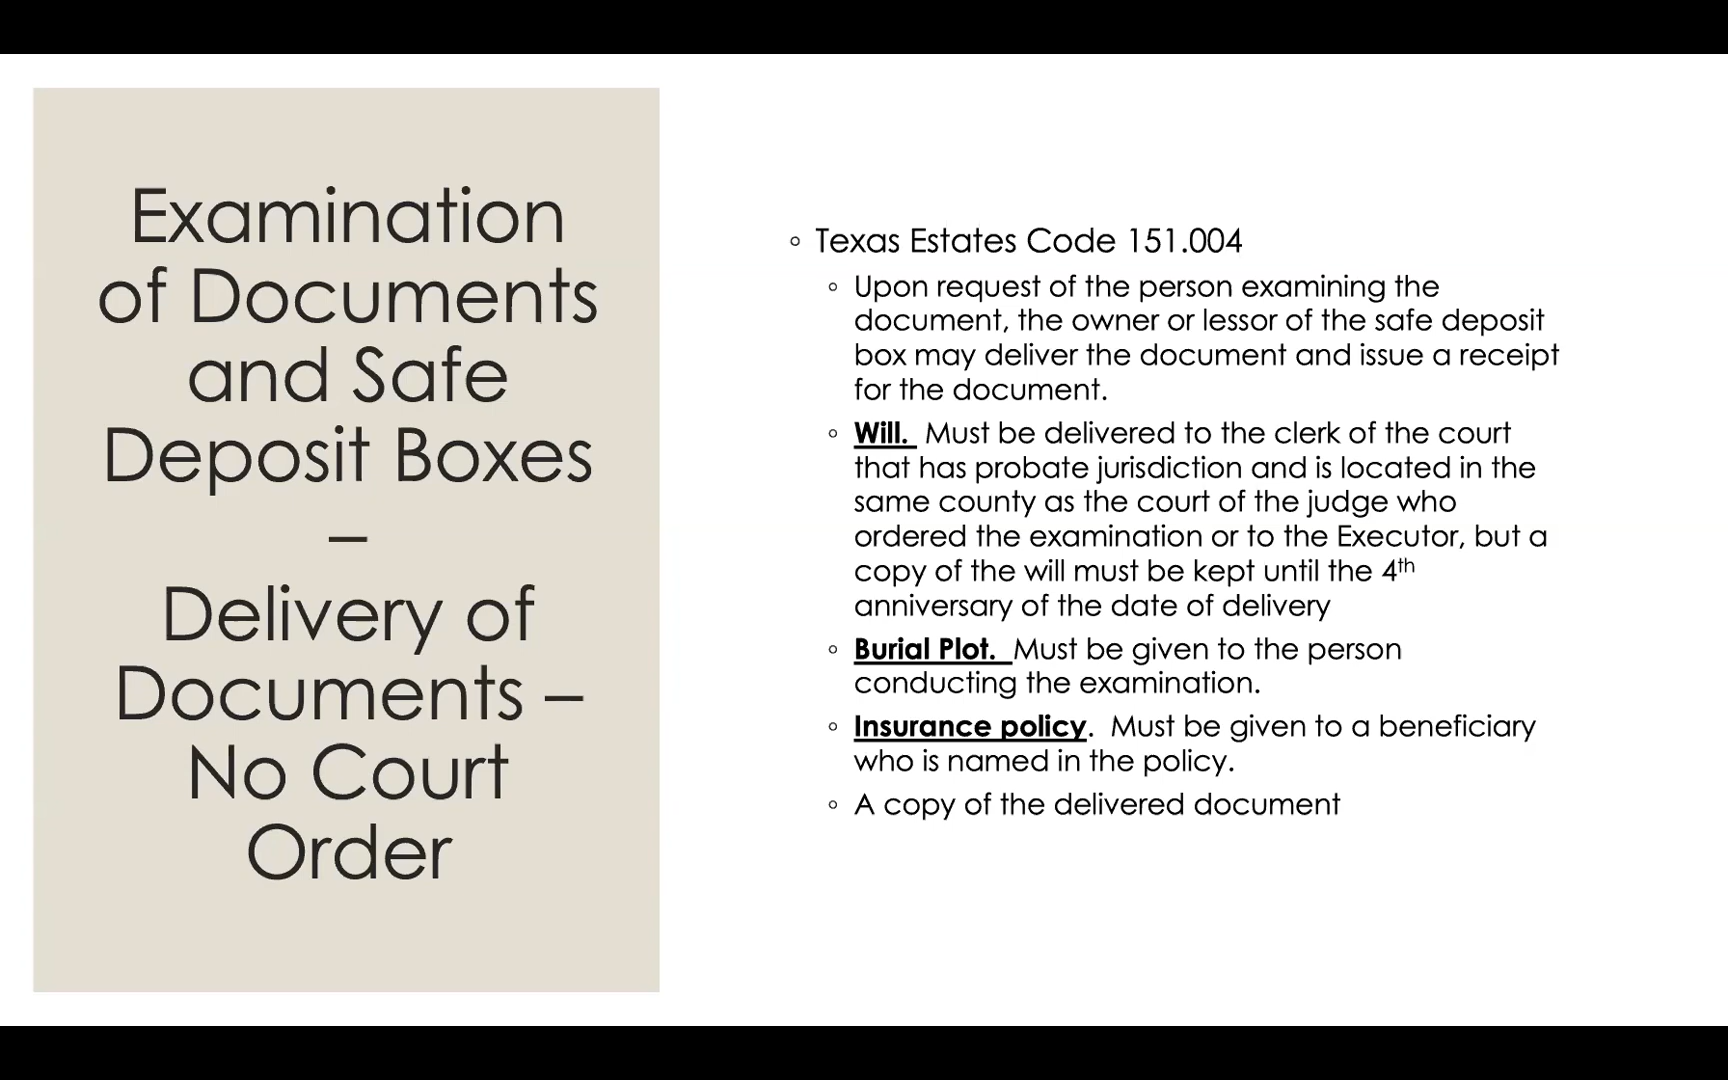 Examination
of Documents
and Safe
Deposit Boxes
–
Delivery of
Documents –
No Court
Order
◦ Texas Estates Code 151.004
◦ Upon request of the person examining the
document, the owner or lessor of the safe deposit
box may deliver the document and issue a receipt
for the document.
◦ Will. Must be delivered to the clerk of the court
that has probate jurisdiction and is located in the
same county as the court of the judge who
ordered the examination or to the Executor, but a
copy of the will must be kept until the 4th
anniversary of the date of delivery
◦ Burial Plot. Must be given to the person
conducting the examination.
◦ Insurance policy. Must be given to a beneficiary
who is named in the policy.
◦ A copy of the delivered document